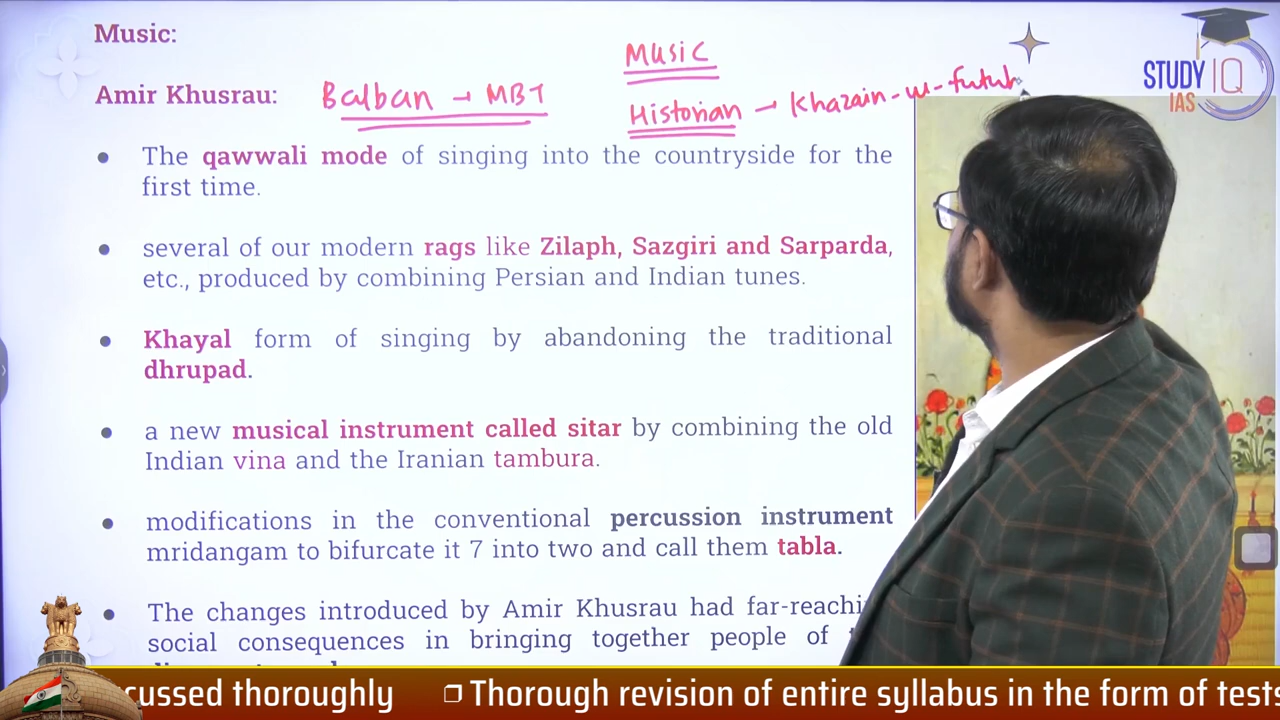 Music:
MUSIC
STUDY IQ
IAS
Amir Khusrau: Balban → MBT
Historian → Khazain-ul-futuh
• The qawwali mode of singing into the countryside for the
first time.
• several of our modern rags like Zilaph, Sazgiri and Sarparda,
etc., produced by combining Persian and Indian tunes.
• Khayal form of singing by abandoning the traditional
dhrupad.
• a new musical instrument called sitar by combining the old
Indian vina and the Iranian tambura.
• modifications in the conventional percussion instrument
mridangam to bifurcate it 7 into two and call them tabla.
• The changes introduced by Amir Khusrau had far-reachi
social consequences in bringing together people of
cussed thoroughly ❐ Thorough revision of entire syllabus in the form of tests